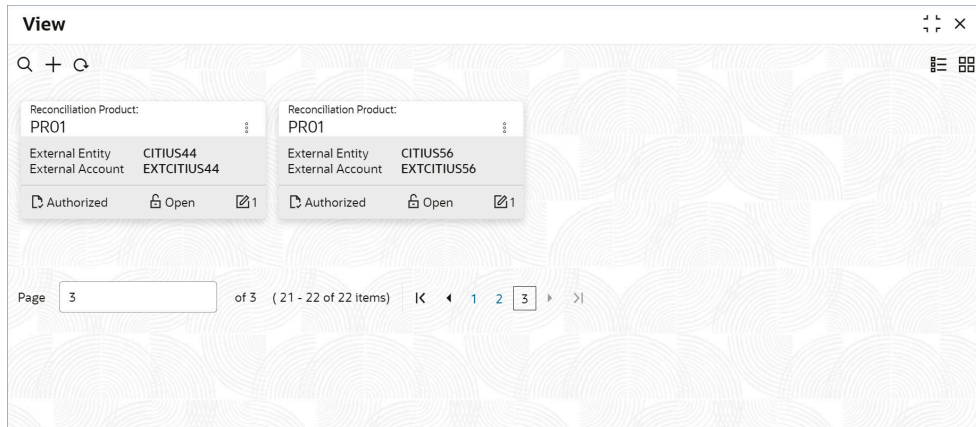 View
Reconciliation Product:
PR01
External Entity CITIUS44
External Account EXTCITIUS44
Authorized Open 1
Reconciliation Product:
PR01
External Entity CITIUS56
External Account EXTCITIUS56
Authorized Open 1
Page 3 of 3 ( 21 - 22 of 22 items) 1 2 3